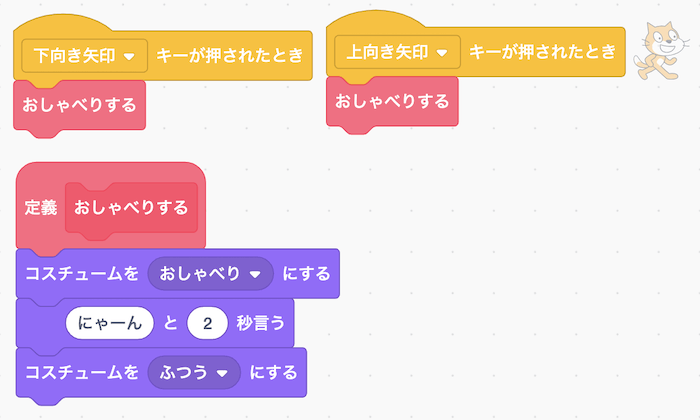 下向き矢印 キーが押されたとき
おしゃべりする
上向き矢印 キーが押されたとき
おしゃべりする
定義 おしゃべりする
コスチュームを おしゃべり にする
にゃーん と 2 秒言う
コスチュームを ふつう にする